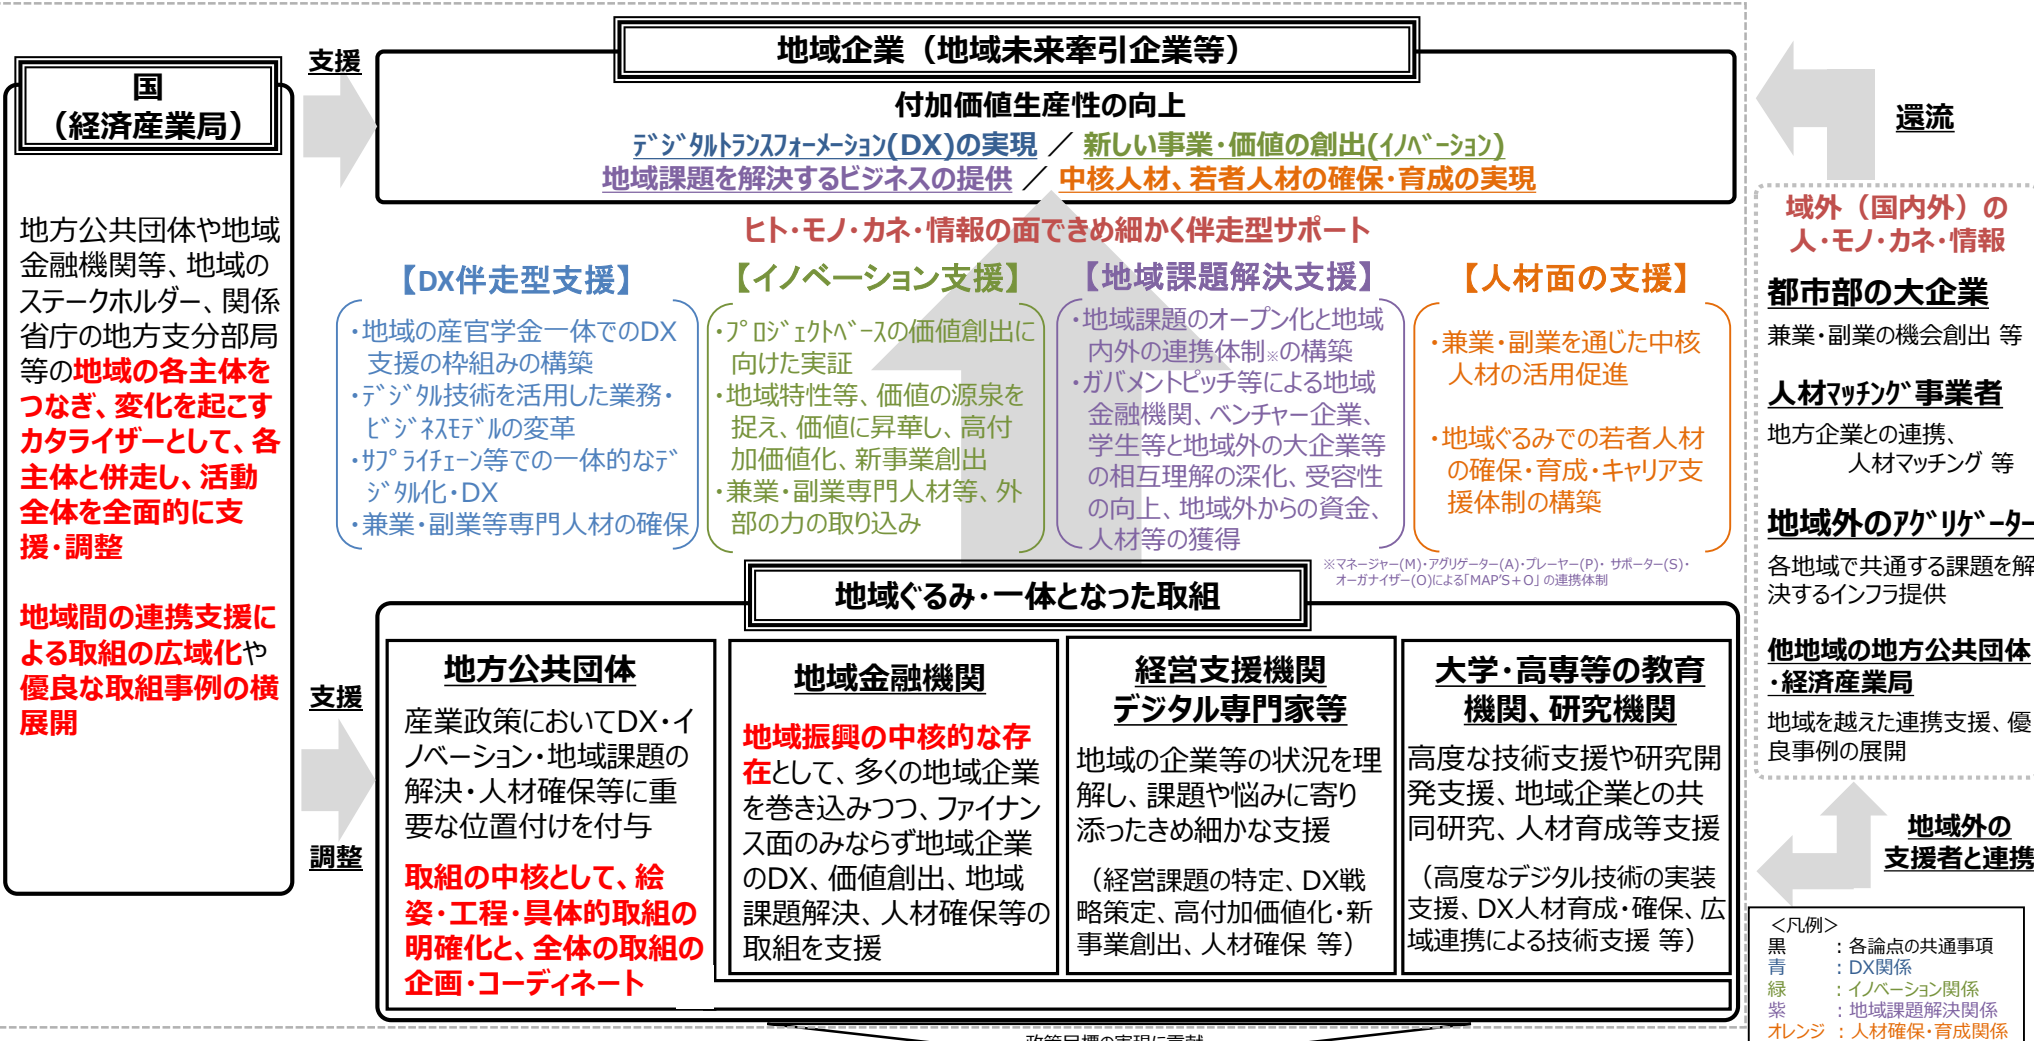 国
（経済産業局）
地方公共団体や地域
金融機関等、地域の
ステークホルダー、関係
省庁の地方支分部局
等の地域の各主体を
つなぎ、変化を起こす
カタライザーとして、各
主体と併走し、活動
全体を全面的に支
援・調整
地域間の連携支援に
よる取組の広域化や
優良な取組事例の横
展開
支援
支援
調整
地域企業（地域未来牽引企業等）
付加価値生産性の向上
ﾃﾞｼﾞﾀﾙﾄﾗﾝｽﾌｫｰﾒｰｼｮﾝ(DX)の実現 ／ 新しい事業・価値の創出(ｲﾉﾍﾞｰｼｮﾝ)
地域課題を解決するビジネスの提供 ／ 中核人材、若者人材の確保・育成の実現
ヒト・モノ・カネ・情報の面できめ細かく伴走型サポート
【DX伴走型支援】
・地域の産官学金一体でのDX
支援の枠組みの構築
・ﾃﾞｼﾞﾀﾙ技術を活用した業務・
ﾋﾞｼﾞﾈｽﾓﾃﾞﾙの変革
・ｻﾌﾟﾗｲﾁｪｰﾝ等での一体的なﾃﾞ
ｼﾞﾀﾙ化・DX
・兼業・副業等専門人材の確保
【イノベーション支援】
・ﾌﾟﾛｼﾞｪｸﾄﾍﾞｰｽの価値創出に
向けた実証
・地域特性等、価値の源泉を
捉え、価値に昇華し、高付
加価値化、新事業創出
・兼業・副業専門人材等、外
部の力の取り込み
【地域課題解決支援】
・地域課題のオープン化と地域
内外の連携体制※の構築
・ガバメントピッチ等による地域
金融機関、ベンチャー企業、
学生等と地域外の大企業等
の相互理解の深化、受容性
の向上、地域外からの資金、
人材等の獲得
【人材面の支援】
・兼業・副業を通じた中核
人材の活用促進
・地域ぐるみでの若者人材
の確保・育成・キャリア支
援体制の構築
※マネージャー(M)・アグリゲーター(A)・プレーヤー(P)・ サポーター(S)・
オーガナイザー(O)による「MAP'S+O」の連携体制
地域ぐるみ・一体となった取組
地方公共団体
産業政策においてDX・イ
ノベーション・地域課題の
解決・人材確保等に重
要な位置付けを付与
取組の中核として、絵
姿・工程・具体的取組の
明確化と、全体の取組の
企画・コーディネート
地域金融機関
地域振興の中核的な存
在として、多くの地域企業
を巻き込みつつ、ファイナン
ス面のみならず地域企業
のDX、価値創出、地域
課題解決、人材確保等の
取組を支援
経営支援機関
デジタル専門家等
地域の企業等の状況を理
解し、課題や悩みに寄り
添ったきめ細かな支援
（経営課題の特定、DX戦
略策定、高付加価値化・新
事業創出、人材確保 等）
大学・高専等の教育
機関、研究機関
高度な技術支援や研究開
発支援、地域企業との共
同研究、人材育成等支援
（高度なデジタル技術の実装
支援、DX人材育成・確保、広
域連携による技術支援 等）
還流
域外（国内外）の
人・モノ・カネ・情報
都市部の大企業
兼業・副業の機会創出 等
人材ﾏｯﾁﾝｸﾞ事業者
地方企業との連携、
人材マッチング 等
地域外のｱｸﾞﾘｹﾞｰﾀｰ
各地域で共通する課題を解
決するインフラ提供
他地域の地方公共団体
・経済産業局
地域を越えた連携支援、優
良事例の展開
地域外の
支援者と連携
＜凡例＞
黒 ：各論点の共通事項
青 ：DX関係
緑 ：イノベーション関係
紫 ：地域課題解決関係
オレンジ ：人材確保・育成関係